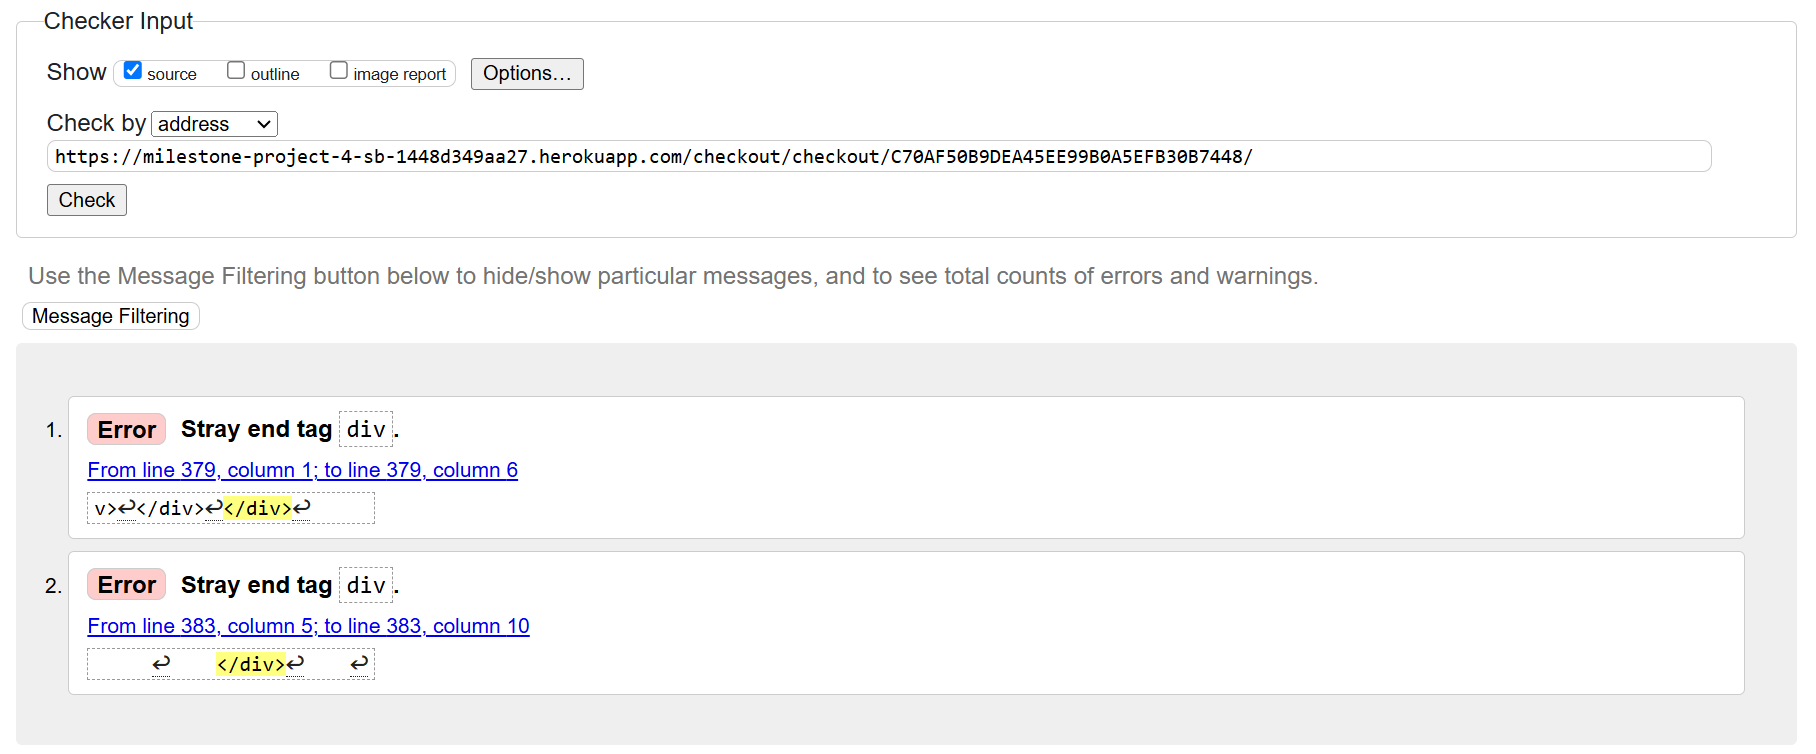 Checker Input
Show source outline image report Options...
Check by address
https://milestone-project-4-sb-1448d349aa27.herokuapp.com/checkout/checkout/C70AF50B9DEA45EE99B0A5EFB30B7448/
Check
Use the Message Filtering button below to hide/show particular messages, and to see total counts of errors and warnings.
Message Filtering
1. Error Stray end tag div.
From line 379, column 1; to line 379, column 6
v>↩</div>↩</div>↩
2. Error Stray end tag div.
From line 383, column 5; to line 383, column 10
↩ </div>↩ ↩